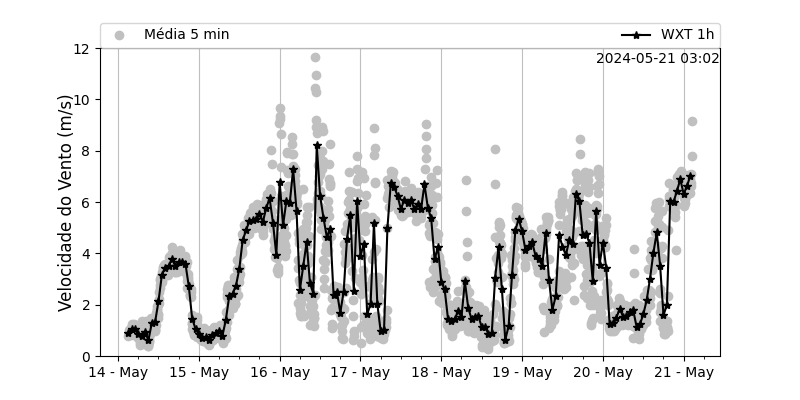 Média 5 min
WXT 1h
2024-05-21 03:02
Velocidade do Vento (m/s)
12
10
8
6
4
2
0
14 - May
15 - May
16 - May
17 - May
18 - May
19 - May
20 - May
21 - May